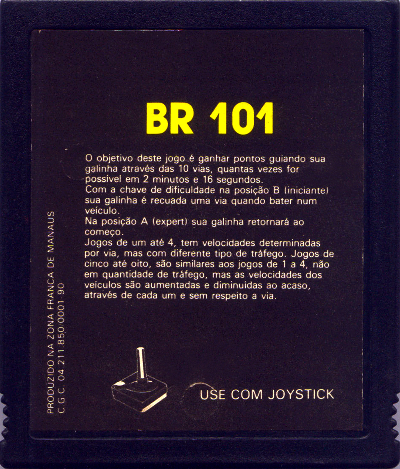 BR 101
O objetivo deste jogo é ganhar pontos guiando sua
galinha através das 10 vias, quantas vezes for
possível em 2 minutos e 16 segundos.
Com a chave de dificuldade na posição B (iniciante)
sua galinha é recuada uma via quando bater num
veículo.
Na posição A (expert) sua galinha retornará ao
começo.
Jogos de um até 4, tem velocidades determinadas
por via, mas com diferente tipo de tráfego. Jogos de
cinco até oito, são similares aos jogos de 1 a 4, não
em quantidade de tráfego, mas as velocidades dos
veículos são aumentadas e diminuidas ao acaso,
através de cada um e sem respeito a via.
PRODUZIDO NA ZONA FRANCA DE MANAUS
C.G.C. 04.211.850.0001-90
USE COM JOYSTICK